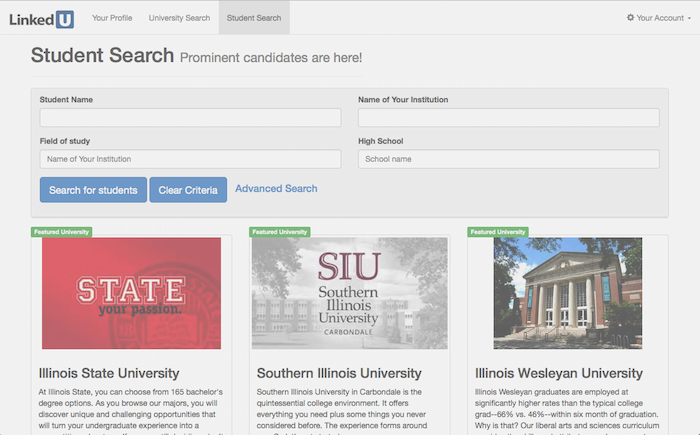 Linked U
Your Profile
University Search
Student Search
Your Account
Student Search Prominent candidates are here!
Student Name
Name of Your Institution
Field of study
High School
Name of Your Institution
School name
Search for students
Clear Criteria
Advanced Search
Featured University
Featured University
Featured University
STATE
your passion.
SIU
Southern
Illinois
University
CARBONDALE
Illinois State University
At Illinois State, you can choose from 165 bachelor's
degree options. As you browse our majors, you will
discover unique and challenging opportunities that
will turn your undergraduate experience into a
Southern Illinois University
Southern Illinois University in Carbondale is the
quintessential college environment. It offers
everything you need plus some things you never
considered before. The experience forms around
Illinois Wesleyan University
Illinois Wesleyan graduates are employed at
significantly higher rates than the typical college
grad--66% vs. 46%--within six month of graduation.
Why is that? Our liberal arts and sciences curriculum